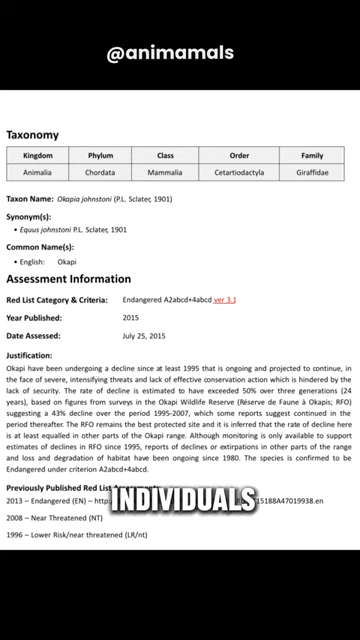 @animamals
Taxonomy
Kingdom Phylum Class Order Family
Animalia Chordata Mammalia Cetartiodactyla Giraffidae
Taxon Name: Okapia johnstoni (P.L. Sclater, 1901)
Synonym(s):
• Equus johnstoni P.L. Sclater, 1901
Common Name(s):
• English: Okapi
Assessment Information
Red List Category & Criteria: Endangered A2abcd+4abcd ver 3.1
Year Published: 2015
Date Assessed: July 25, 2015
Justification:
Okapi have been undergoing a decline since at least 1995 that is ongoing and projected to continue, in
the face of severe, intensifying threats and lack of effective conservation action which is hindered by the
lack of security. The rate of decline is estimated to have exceeded 50% over three generations (24
years), based on figures from surveys in the Okapi Wildlife Reserve (Réserve de Faune à Okapis; RFO)
suggesting a 43% decline over the period 1995-2007, which some reports suggest continued in the
period thereafter. The RFO remains the best protected site and it is inferred that the rate of decline here
is at least equalled in other parts of the Okapi range. Although monitoring is only available to support
estimates of declines in RFO since 1995, reports of declines or extirpations in other parts of the range
and loss and degradation of habitat have been ongoing since 1980. The species is confirmed to be
Endangered under criterion A2abcd+4abcd.
Previously Published Red List
INDIVIDUALS
2013 – Endangered (EN) 15188A47019938.en
2008 – Near Threatened (NT)
1996 – Lower Risk/near threatened (LR/nt)